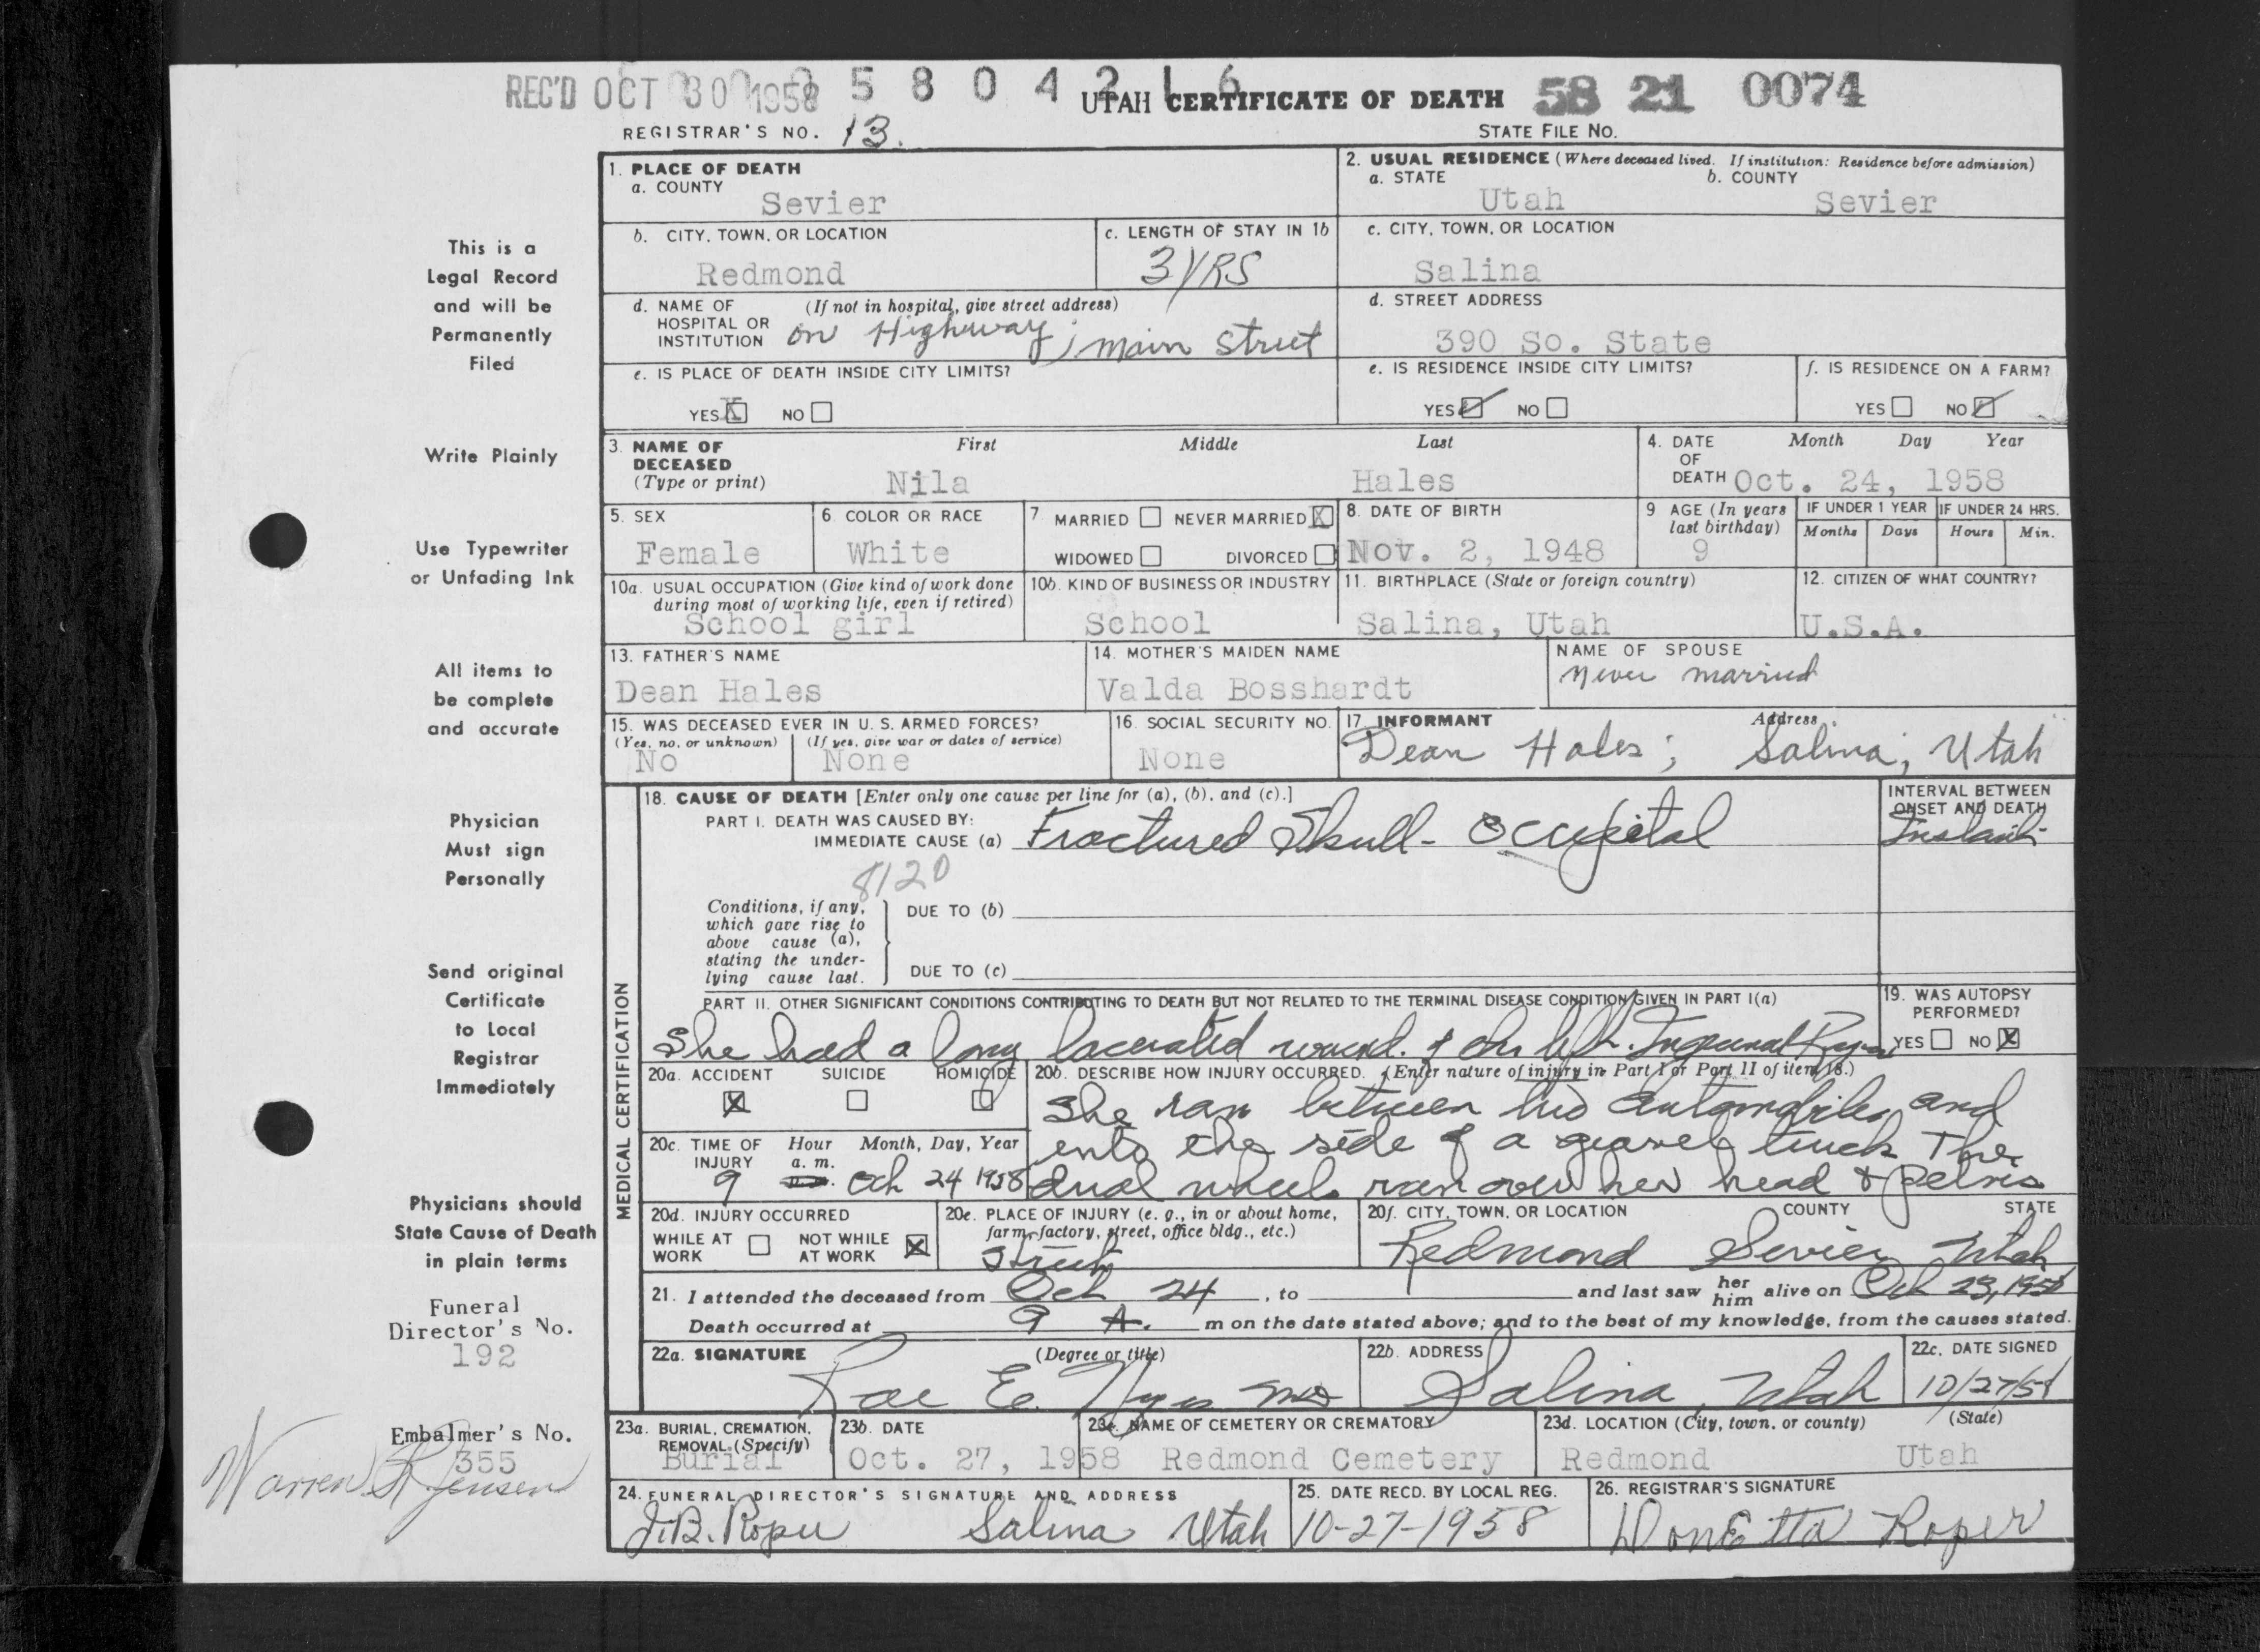 REC'D OCT 30 1958 58 04216 UTAH CERTIFICATE OF DEATH 58 21 0074
REGISTRAR'S NO. 13. STATE FILE NO.
1. PLACE OF DEATH
a. COUNTY
Sevier
2. USUAL RESIDENCE (Where deceased lived. If institution: Residence before admission)
a. STATE b. COUNTY
Utah Sevier
b. CITY, TOWN, OR LOCATION
Redmond
c. LENGTH OF STAY IN 1b
3 YRS
c. CITY, TOWN, OR LOCATION
Salina
d. NAME OF (If not in hospital, give street address)
HOSPITAL OR
INSTITUTION on Highway; main Street
d. STREET ADDRESS
390 So. State
e. IS PLACE OF DEATH INSIDE CITY LIMITS?
YES X NO
e. IS RESIDENCE INSIDE CITY LIMITS?
YES NO
f. IS RESIDENCE ON A FARM?
YES NO
3. NAME OF First Middle Last
DECEASED
(Type or print) Nila Hales
4. DATE Month Day Year
OF
DEATH Oct. 24, 1958
5. SEX
Female
6. COLOR OR RACE
White
7. MARRIED NEVER MARRIED X
WIDOWED DIVORCED
8. DATE OF BIRTH
Nov. 2, 1948
9 AGE (In years
last birthday)
9
IF UNDER 1 YEAR IF UNDER 24 HRS.
Months Days Hours Min.
10a. USUAL OCCUPATION (Give kind of work done
during most of working life, even if retired)
School girl
10b. KIND OF BUSINESS OR INDUSTRY
School
11. BIRTHPLACE (State or foreign country)
Salina, Utah
12. CITIZEN OF WHAT COUNTRY?
U.S.A.
13. FATHER'S NAME
Dean Hales
14. MOTHER'S MAIDEN NAME
Valda Bosshardt
NAME OF SPOUSE
never married
15. WAS DECEASED EVER IN U. S. ARMED FORCES?
(Yes, no, or unknown) (If yes, give war or dates of service)
No None
16. SOCIAL SECURITY NO.
None
17. INFORMANT Address
Dean Hales; Salina, Utah
MEDICAL CERTIFICATION
18. CAUSE OF DEATH [Enter only one cause per line for (a), (b), and (c).]
PART I. DEATH WAS CAUSED BY:
IMMEDIATE CAUSE (a) Fractured Skull - Occipital
INTERVAL BETWEEN
ONSET AND DEATH
Instant
8120
Conditions, if any,
which gave rise to
above cause (a),
stating the under-
lying cause last.
DUE TO (b)
DUE TO (c)
PART II. OTHER SIGNIFICANT CONDITIONS CONTRIBUTING TO DEATH BUT NOT RELATED TO THE TERMINAL DISEASE CONDITION GIVEN IN PART I(a)
She had a long lacerated wound. of the left. Inguinal Region
19. WAS AUTOPSY
PERFORMED?
YES NO X
20a. ACCIDENT SUICIDE HOMICIDE
X
20b. DESCRIBE HOW INJURY OCCURRED. (Enter nature of injury in Part I or Part II of item 18.)
She ran between two automobiles and
into the side of a gravel truck The
dual wheels ran over her head & pelvis
20c. TIME OF Hour Month, Day, Year
INJURY a. m.
9 p.m. Oct 24 1958
20d. INJURY OCCURRED
WHILE AT NOT WHILE
WORK AT WORK X
20e. PLACE OF INJURY (e. g., in or about home,
farm, factory, street, office bldg., etc.)
Street
20f. CITY, TOWN, OR LOCATION COUNTY STATE
Redmond Sevier Utah
21. I attended the deceased from Oct 24, to and last saw her him alive on Oct 23, 1958
Death occurred at 9 A. m on the date stated above; and to the best of my knowledge, from the causes stated.
22a. SIGNATURE (Degree or title)
Rae E. Noyes MD
22b. ADDRESS
Salina, Utah
22c. DATE SIGNED
10/27/58
23a. BURIAL, CREMATION,
REMOVAL (Specify)
Burial
23b. DATE
Oct. 27, 1958
23c. NAME OF CEMETERY OR CREMATORY
Redmond Cemetery
23d. LOCATION (City, town, or county) (State)
Redmond Utah
24. FUNERAL DIRECTOR'S SIGNATURE AND ADDRESS
J.B. Roper Salina Utah
25. DATE RECD. BY LOCAL REG.
10-27-1958
26. REGISTRAR'S SIGNATURE
DonEtta Roper
This is a
Legal Record
and will be
Permanently
Filed
Write Plainly
Use Typewriter
or Unfading Ink
All items to
be complete
and accurate
Physician
Must sign
Personally
Send original
Certificate
to Local
Registrar
Immediately
Physicians should
State Cause of Death
in plain terms
Funeral
Director's No.
192
Embalmer's No.
355
Warren R Jensen